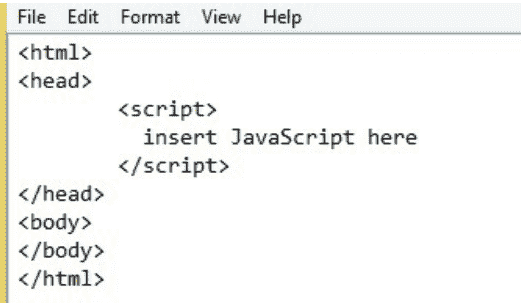 File Edit Format View Help
<html>
<head>
<script>
insert JavaScript here
</script>
</head>
<body>
</body>
</html>